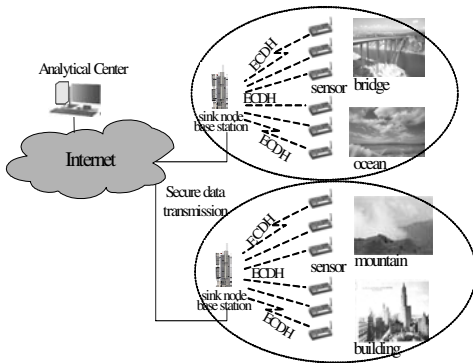 Analytical Center
Internet
Secure data
transmission
ECDH
ECDH
ECDH
sink node
base station
sensor
bridge
ocean
ECDH
ECDH
ECDH
sink node
base station
sensor
mountain
building